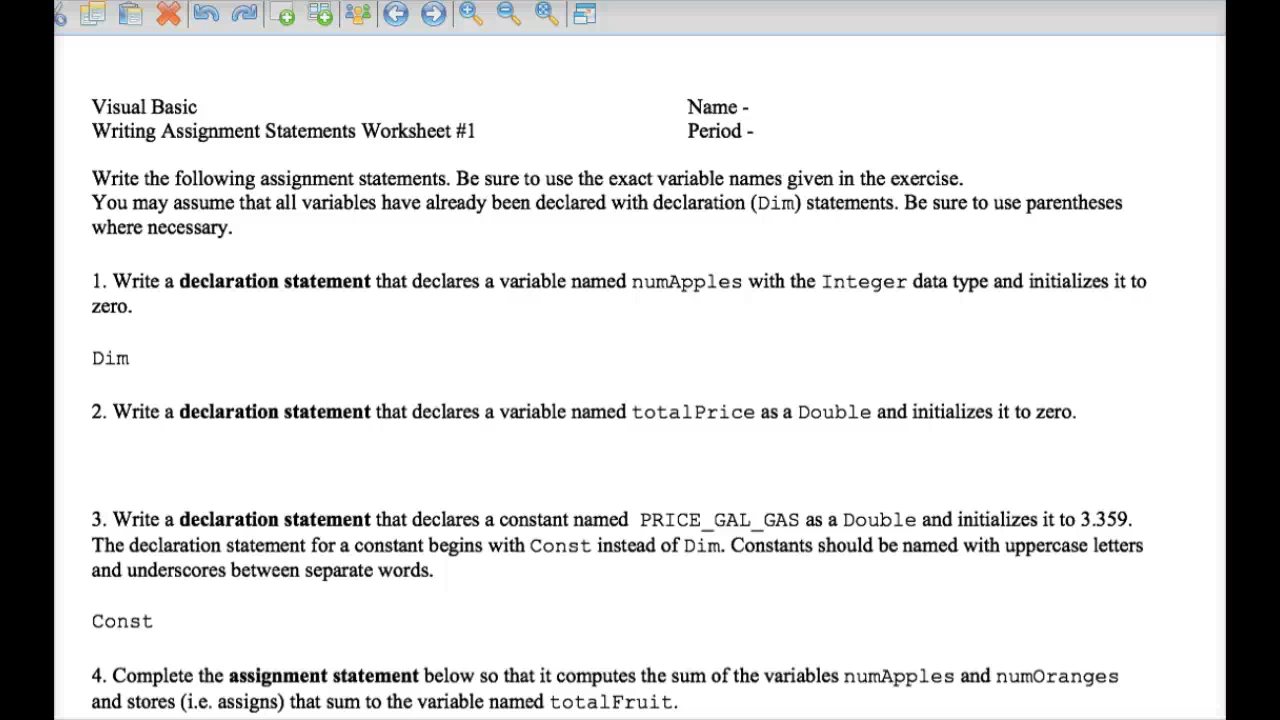 Visual Basic
Name -
Writing Assignment Statements Worksheet #1
Period -
Write the following assignment statements. Be sure to use the exact variable names given in the exercise.
You may assume that all variables have already been declared with declaration (Dim) statements. Be sure to use parentheses
where necessary.
1. Write a declaration statement that declares a variable named numApples with the Integer data type and initializes it to
zero.
Dim
2. Write a declaration statement that declares a variable named totalPrice as a Double and initializes it to zero.
3. Write a declaration statement that declares a constant named PRICE_GAL_GAS as a Double and initializes it to 3.359.
The declaration statement for a constant begins with Const instead of Dim. Constants should be named with uppercase letters
and underscores between separate words.
Const
4. Complete the assignment statement below so that it computes the sum of the variables numApples and numOranges
and stores (i.e. assigns) that sum to the variable named totalFruit.